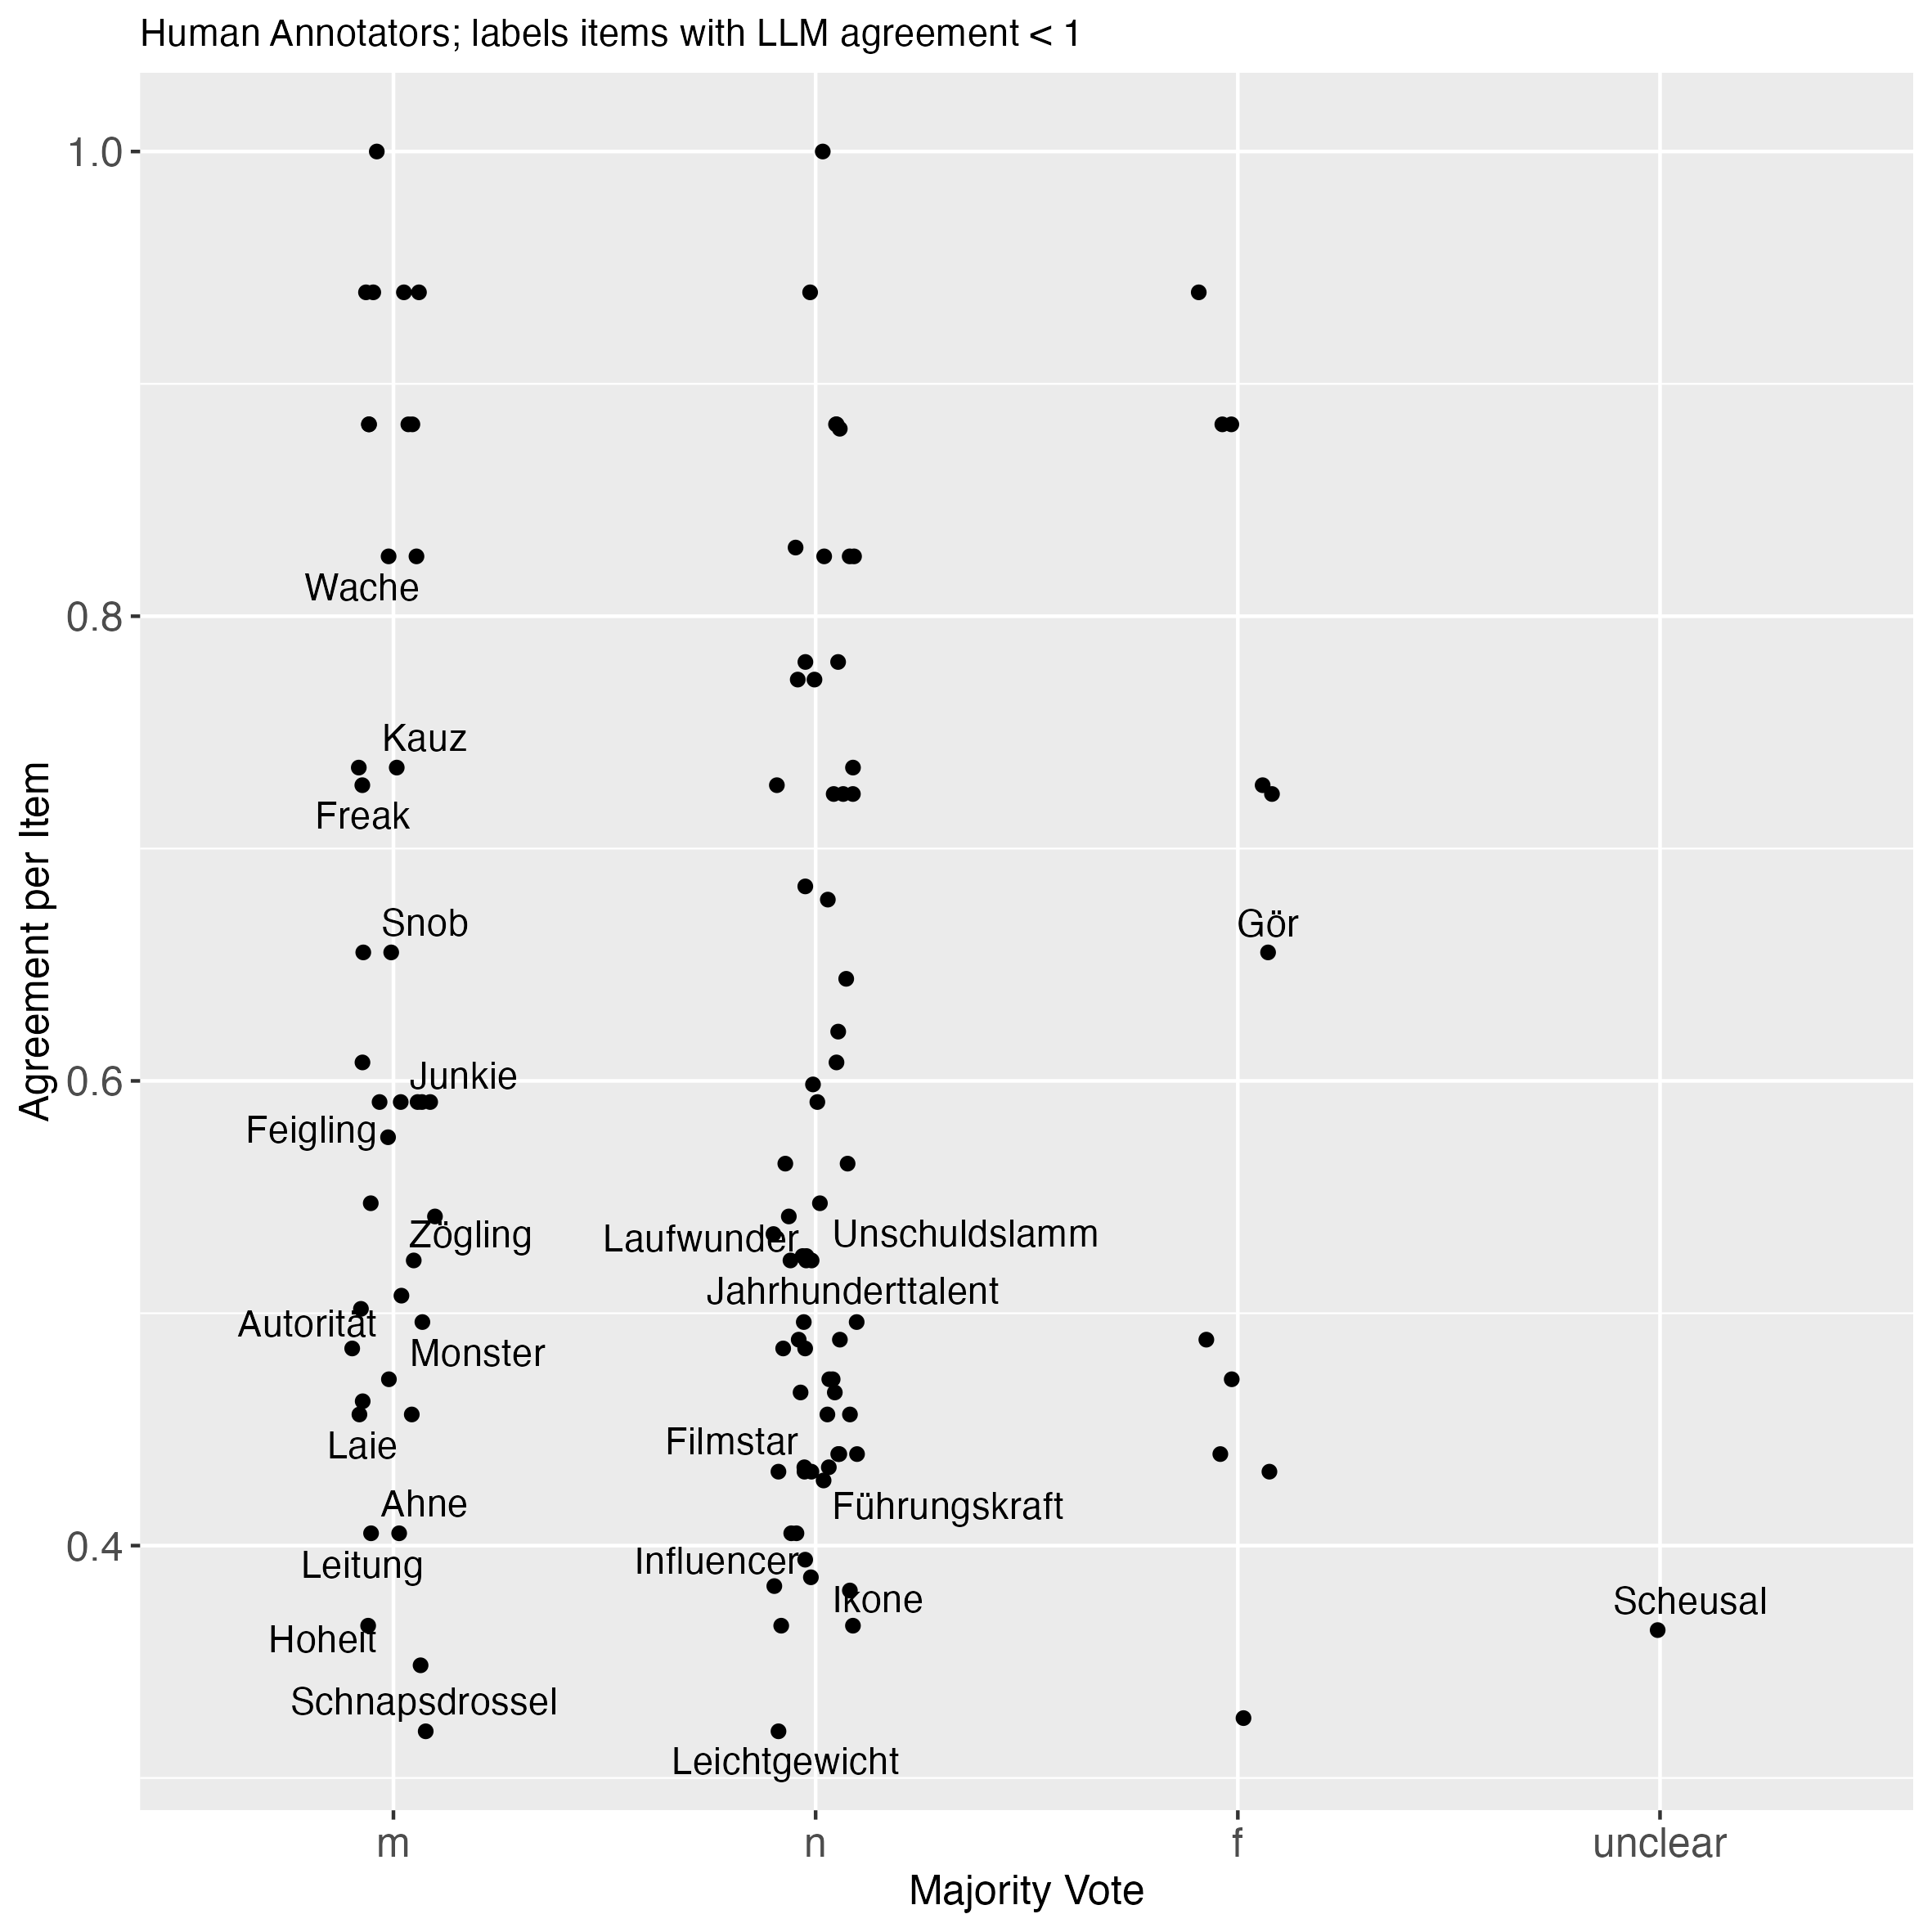 Human Annotators; labels items with LLM agreement < 1
Agreement per Item
1.0
0.8
0.6
0.4
Wache
Kauz
Freak
Snob
Gör
Junkie
Feigling
Zögling
Laufwunder
Unschuldslamm
Jahrhunderttalent
Autorität
Monster
Laie
Filmstar
Ahne
Führungskraft
Leitung
Influencer
Ikone
Scheusal
Hoheit
Schnapsdrossel
Leichtgewicht
m
n
f
unclear
Majority Vote